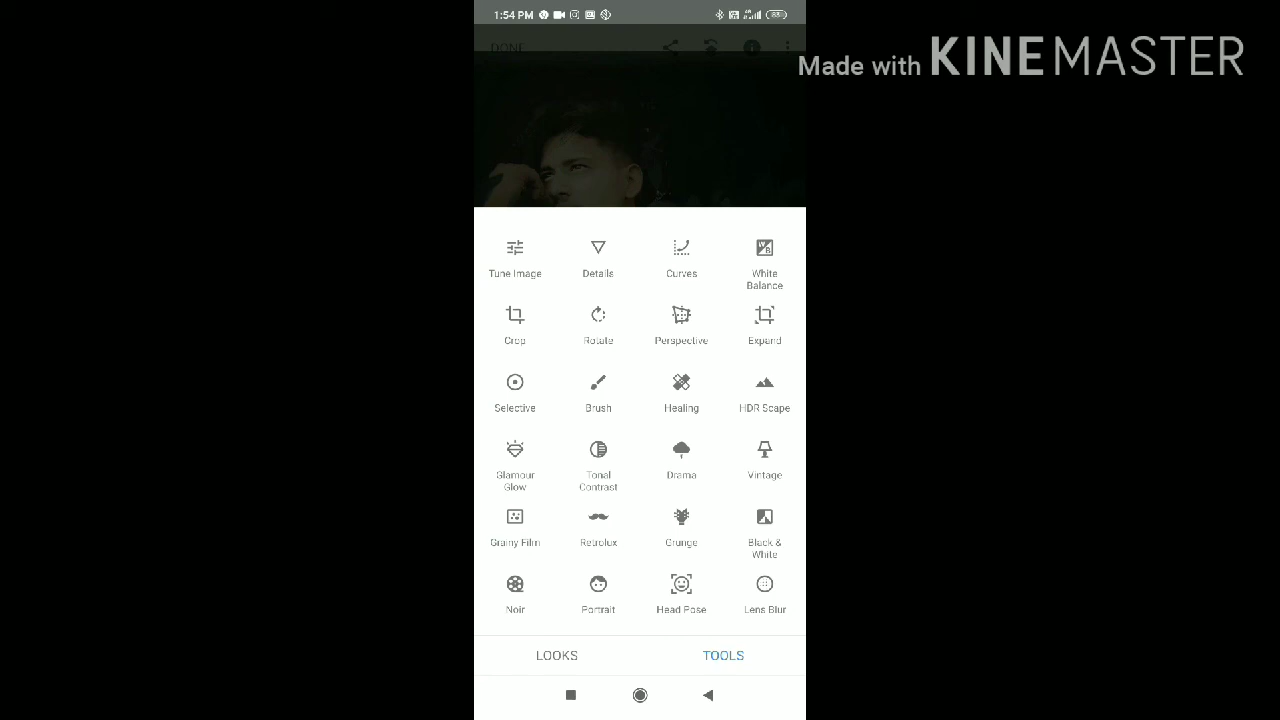 1:54 PM
DONE
Made with KINEMASTER
Tune Image
Details
Curves
White
Balance
Crop
Rotate
Perspective
Expand
Selective
Brush
Healing
HDR Scape
Glamour
Glow
Tonal
Contrast
Drama
Vintage
Grainy Film
Retrolux
Grunge
Black &
White
Noir
Portrait
Head Pose
Lens Blur
LOOKS
TOOLS